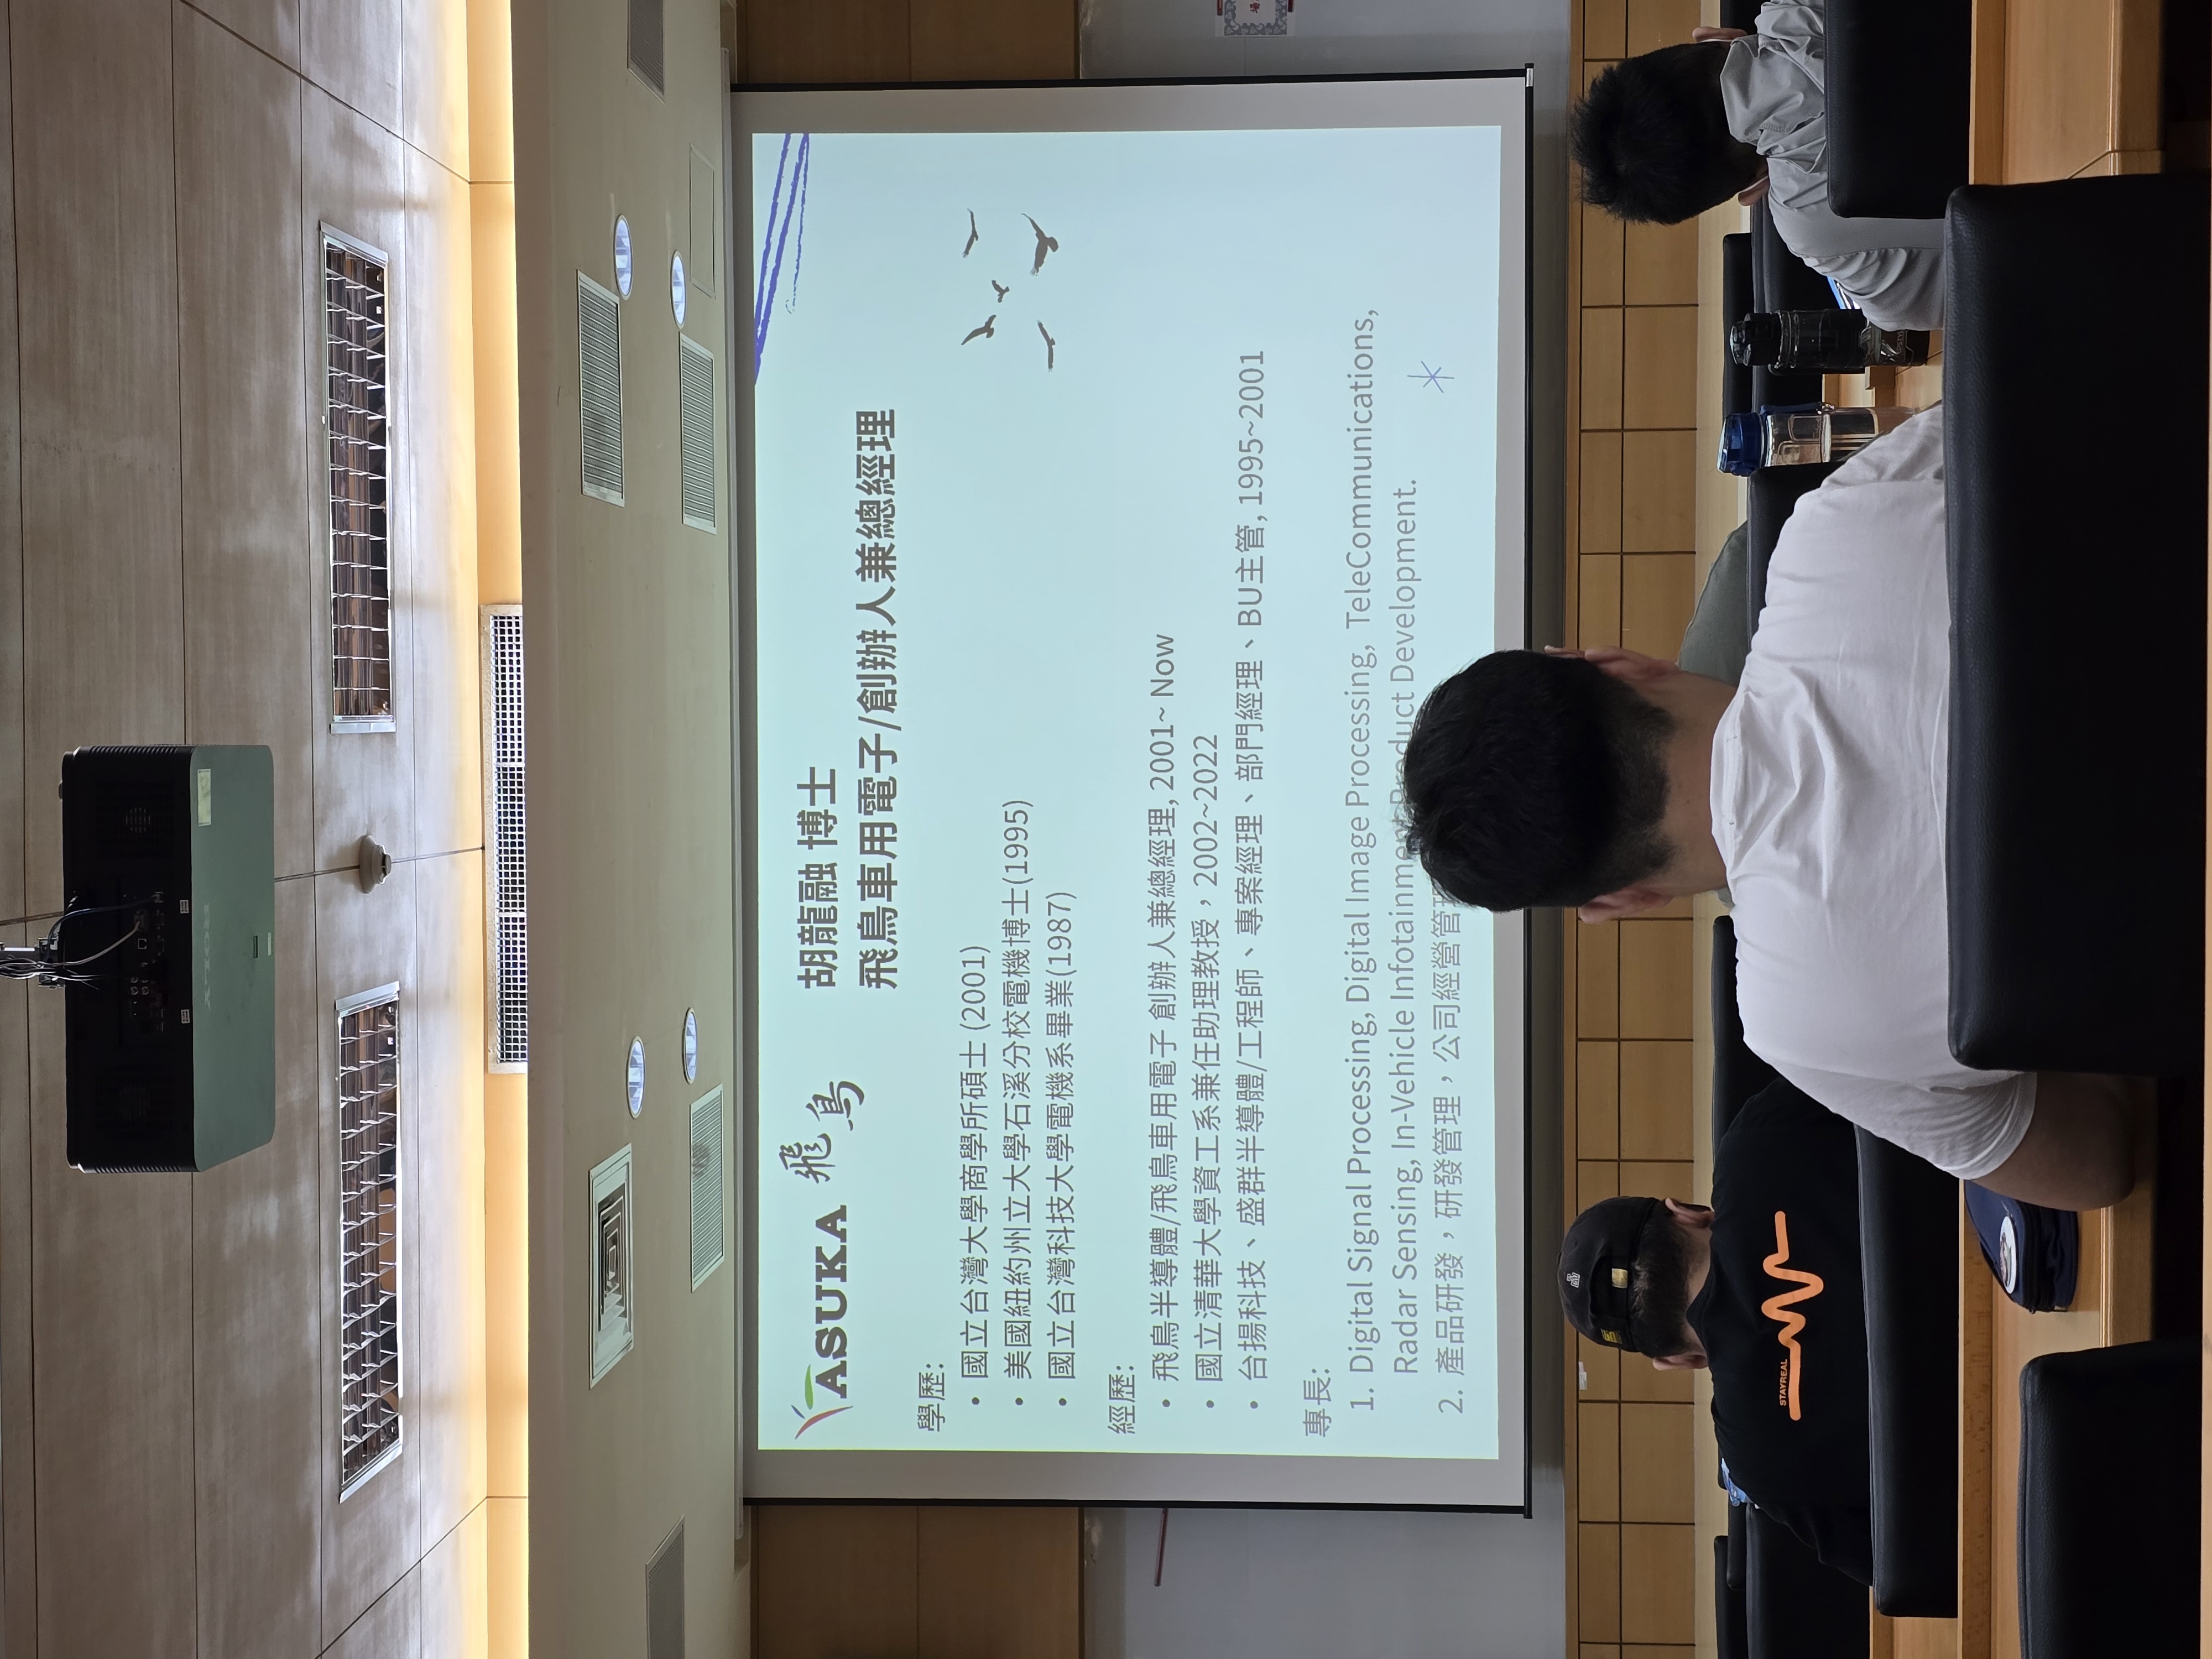 ASUKA 飛鳥
胡龍融 博士
飛鳥車用電子/創辦人兼總經理
學歷:
• 國立台灣大學商學所碩士 (2001)
• 美國紐約州立大學石溪分校電機博士(1995)
• 國立台灣科技大學電機系畢業(1987)
經歷:
• 飛鳥半導體/飛鳥車用電子 創辦人兼總經理, 2001~ Now
• 國立清華大學資工系兼任助理教授，2002~2022
• 台揚科技、盛群半導體/工程師、專案經理、部門經理、BU主管, 1995~2001
專長:
1. Digital Signal Processing, Digital Image Processing, TeleCommunications,
Radar Sensing, In-Vehicle Infotainment Product Development.
2. 產品研發，研發管理，公司經營管理
STAYREAL